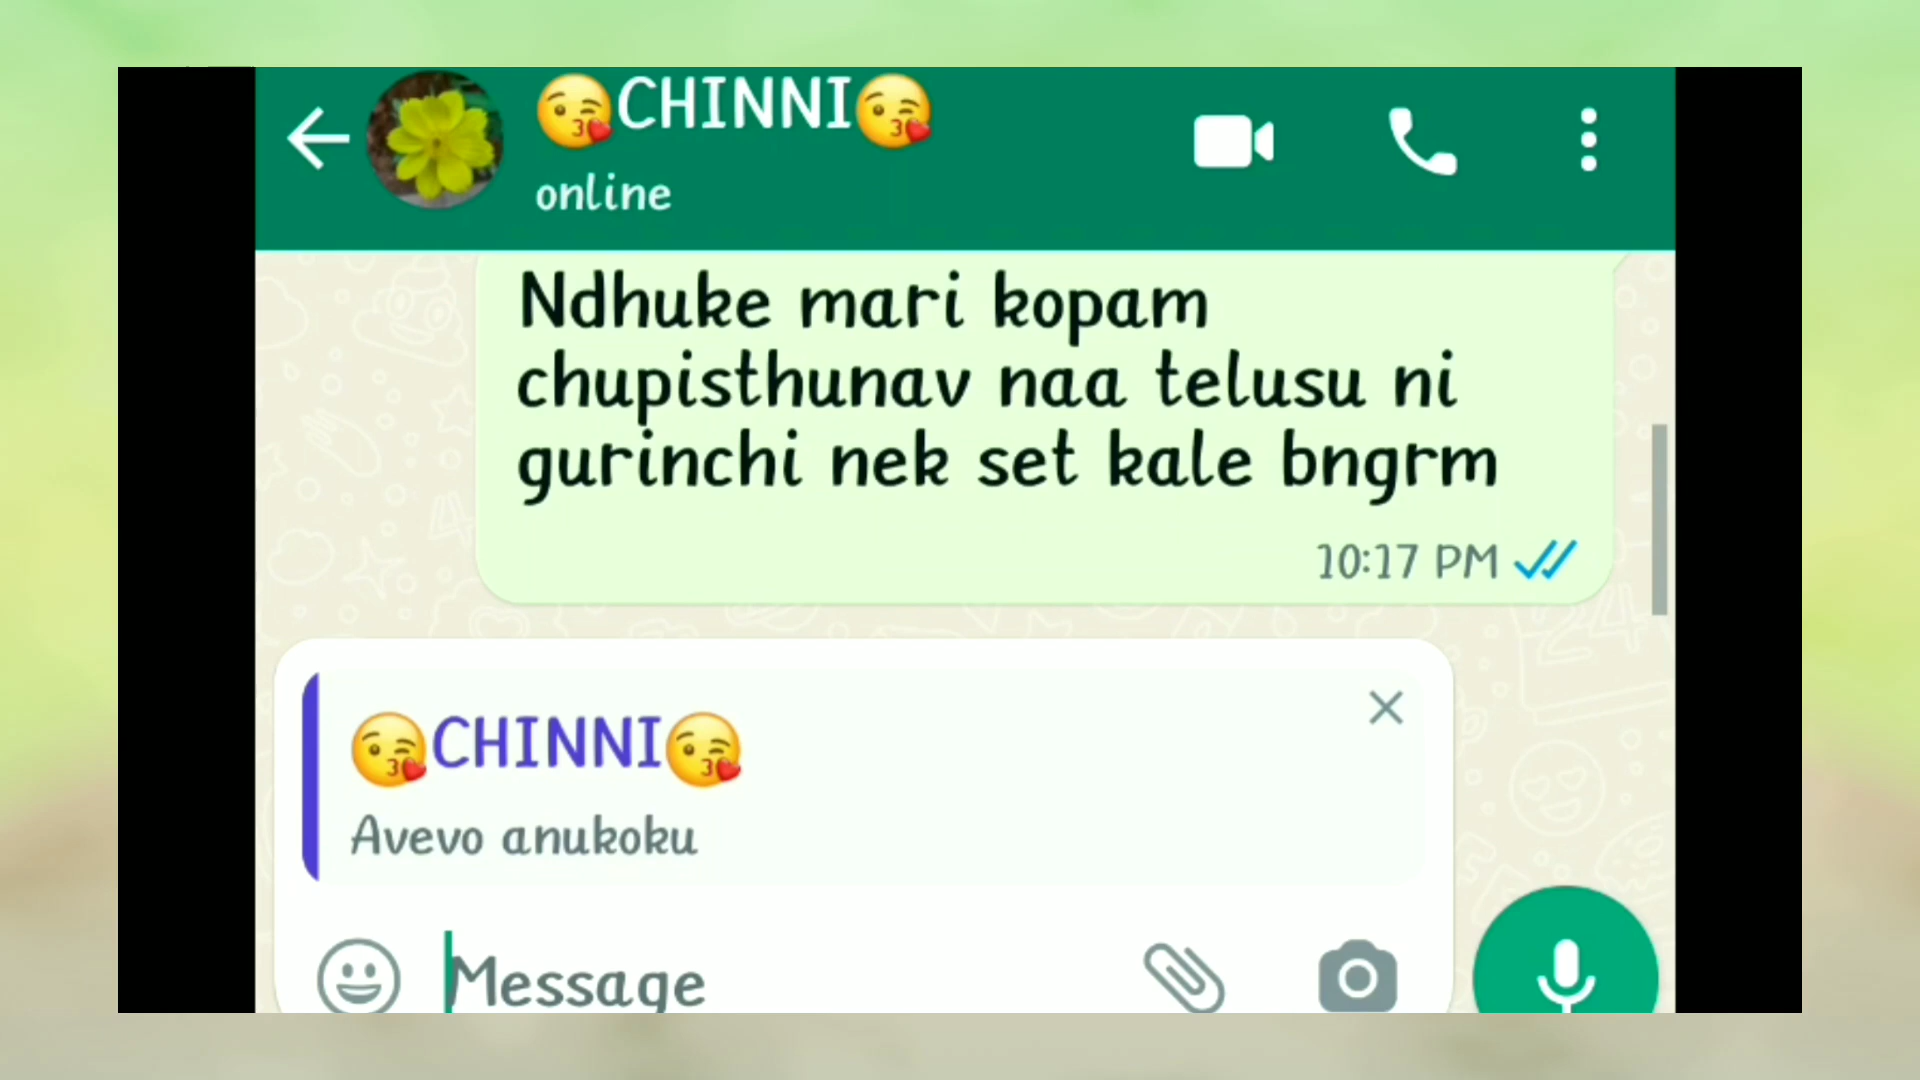 😘CHINNI😘
online
Ndhuke mari kopam
chupisthunav naa telusu ni
gurinchi nek set kale bngrm
10:17 PM
😘CHINNI😘
Avevo anukoku
Message